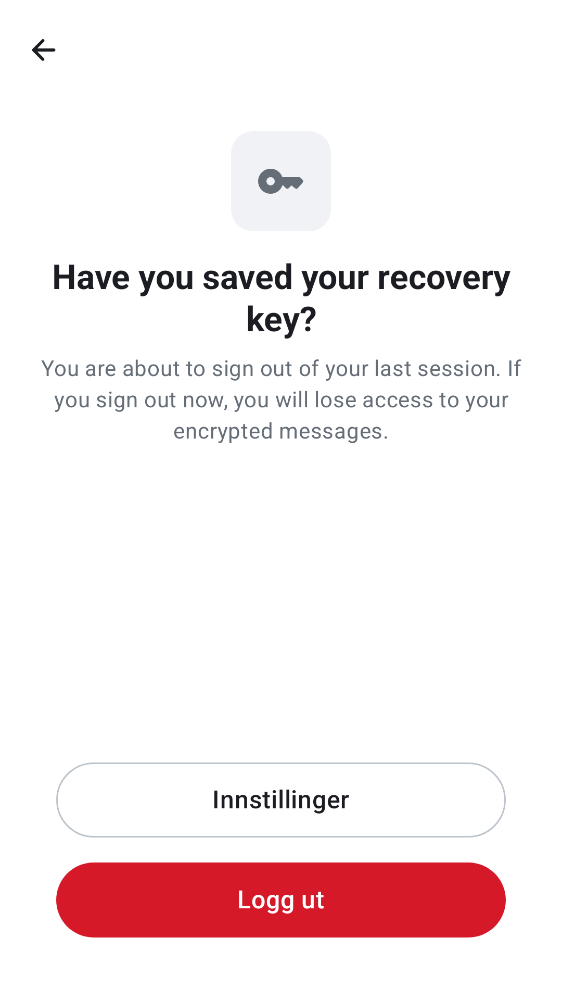 Have you saved your recovery
key?
You are about to sign out of your last session. If
you sign out now, you will lose access to your
encrypted messages.
Innstillinger
Logg ut